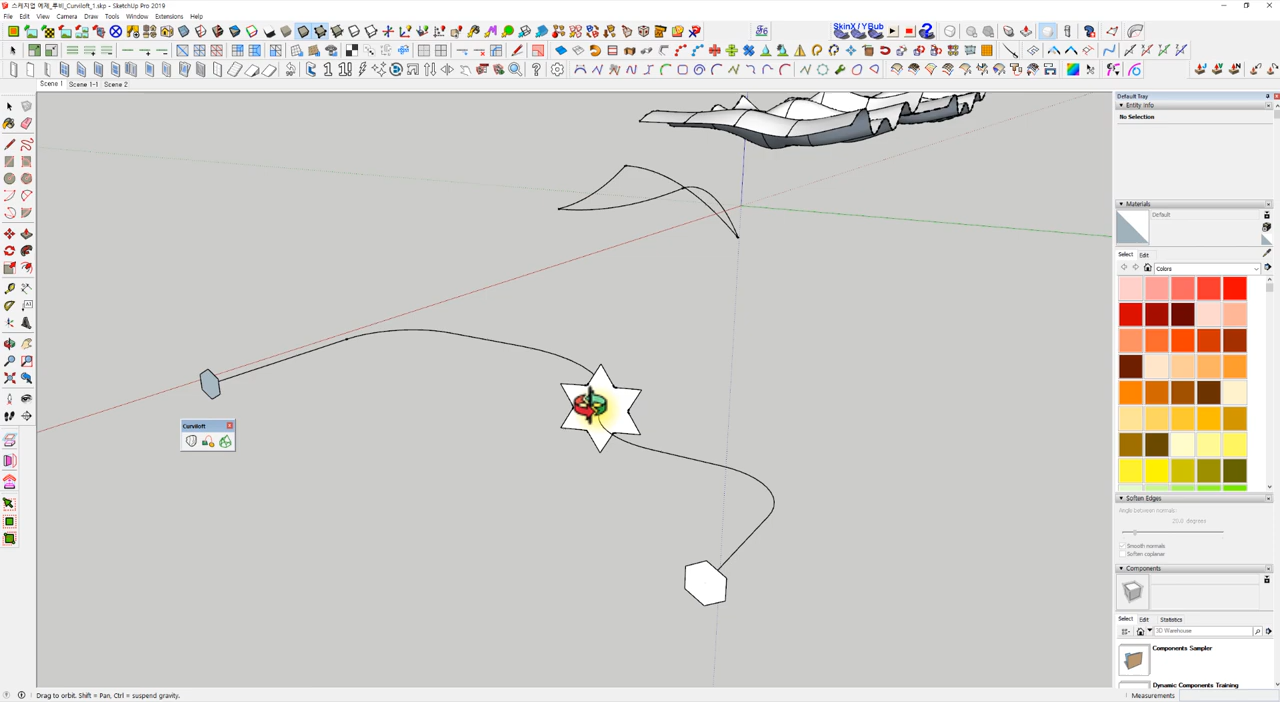 스케치업 예제_루비_Curviloft_1.skp - SketchUp Pro 2019
File Edit View Camera Draw Tools Window Extensions Help
SkinX/YBub
Scene 1 Scene 1-1 Scene 2
Default Tray
Entity Info
No Selection
Materials
Default
Select Edit
Colors
Curviloft
Soften Edges
Angle between normals:
20.0 degrees
Smooth normals
Soften coplanar
Components
Select Edit Statistics
3D Warehouse
Components Sampler
Dynamic Components Training
Drag to orbit. Shift = Pan, Ctrl = suspend gravity.
Measurements